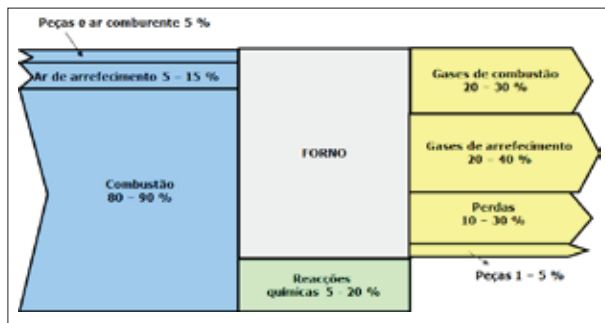 Peças e ar comburente 5 %
Ar de arrefecimento 5 – 15 %
Combustão
80 – 90 %
FORNO
Reacções
químicas 5 - 20 %
Gases de combustão
20 – 30 %
Gases de arrefecimento
20 – 40 %
Perdas
10 – 30 %
Peças 1 – 5 %